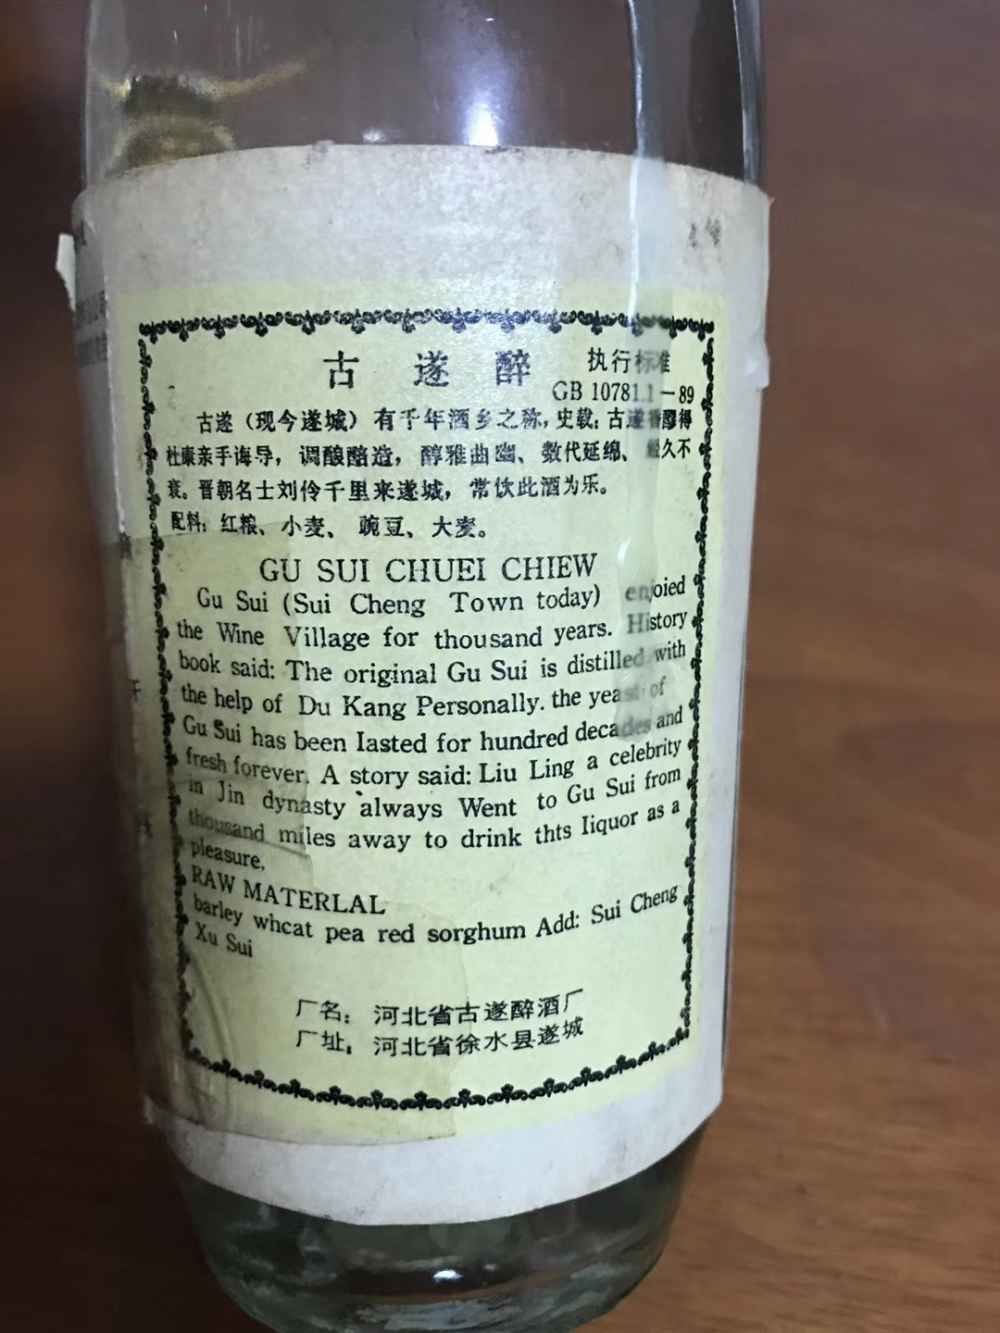 古遂醉
执行标准
GB 10781.1—89
古遂（现今遂城）有千年酒乡之称，史载：古遂香醪得
杜康亲手诲导，调酿酷造，醇雅曲幽、数代延绵、久不
衰。晋朝名士刘伶千里来遂城，常饮此酒为乐。
配料：红粮、小麦、豌豆、大麦。
GU SUI CHUEI CHIEW
Gu Sui (Sui Cheng Town today) enjoied
the Wine Village for thousand years. History
book said: The original Gu Sui is distilled with
the help of Du Kang Personally. the yeast of
Gu Sui has been Iasted for hundred decades and
fresh forever. A story said: Liu Ling a celebrity
in Jin dynasty always Went to Gu Sui from
thousand miles away to drink thts Iiquor as a
pleasure.
RAW MATERLAL
barley whcat pea red sorghum Add: Sui Cheng
Xu Sui
厂名：河北省古遂醉酒厂
厂址：河北省徐水县遂城